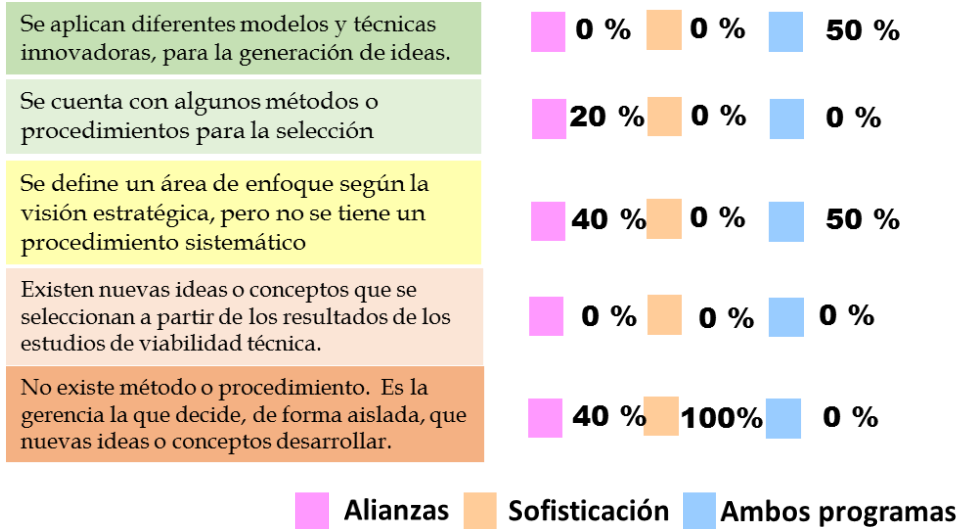 Se aplican diferentes modelos y técnicas
innovadoras, para la generación de ideas.
0 % 0 % 50 %
Se cuenta con algunos métodos o
procedimientos para la selección
20 % 0 % 0 %
Se define un área de enfoque según la
visión estratégica, pero no se tiene un
procedimiento sistemático
40 % 0 % 50 %
Existen nuevas ideas o conceptos que se
seleccionan a partir de los resultados de los
estudios de viabilidad técnica.
0 % 0 % 0 %
No existe método o procedimiento. Es la
gerencia la que decide, de forma aislada, que
nuevas ideas o conceptos desarrollar.
40 % 100% 0 %
Alianzas Sofisticación Ambos programas